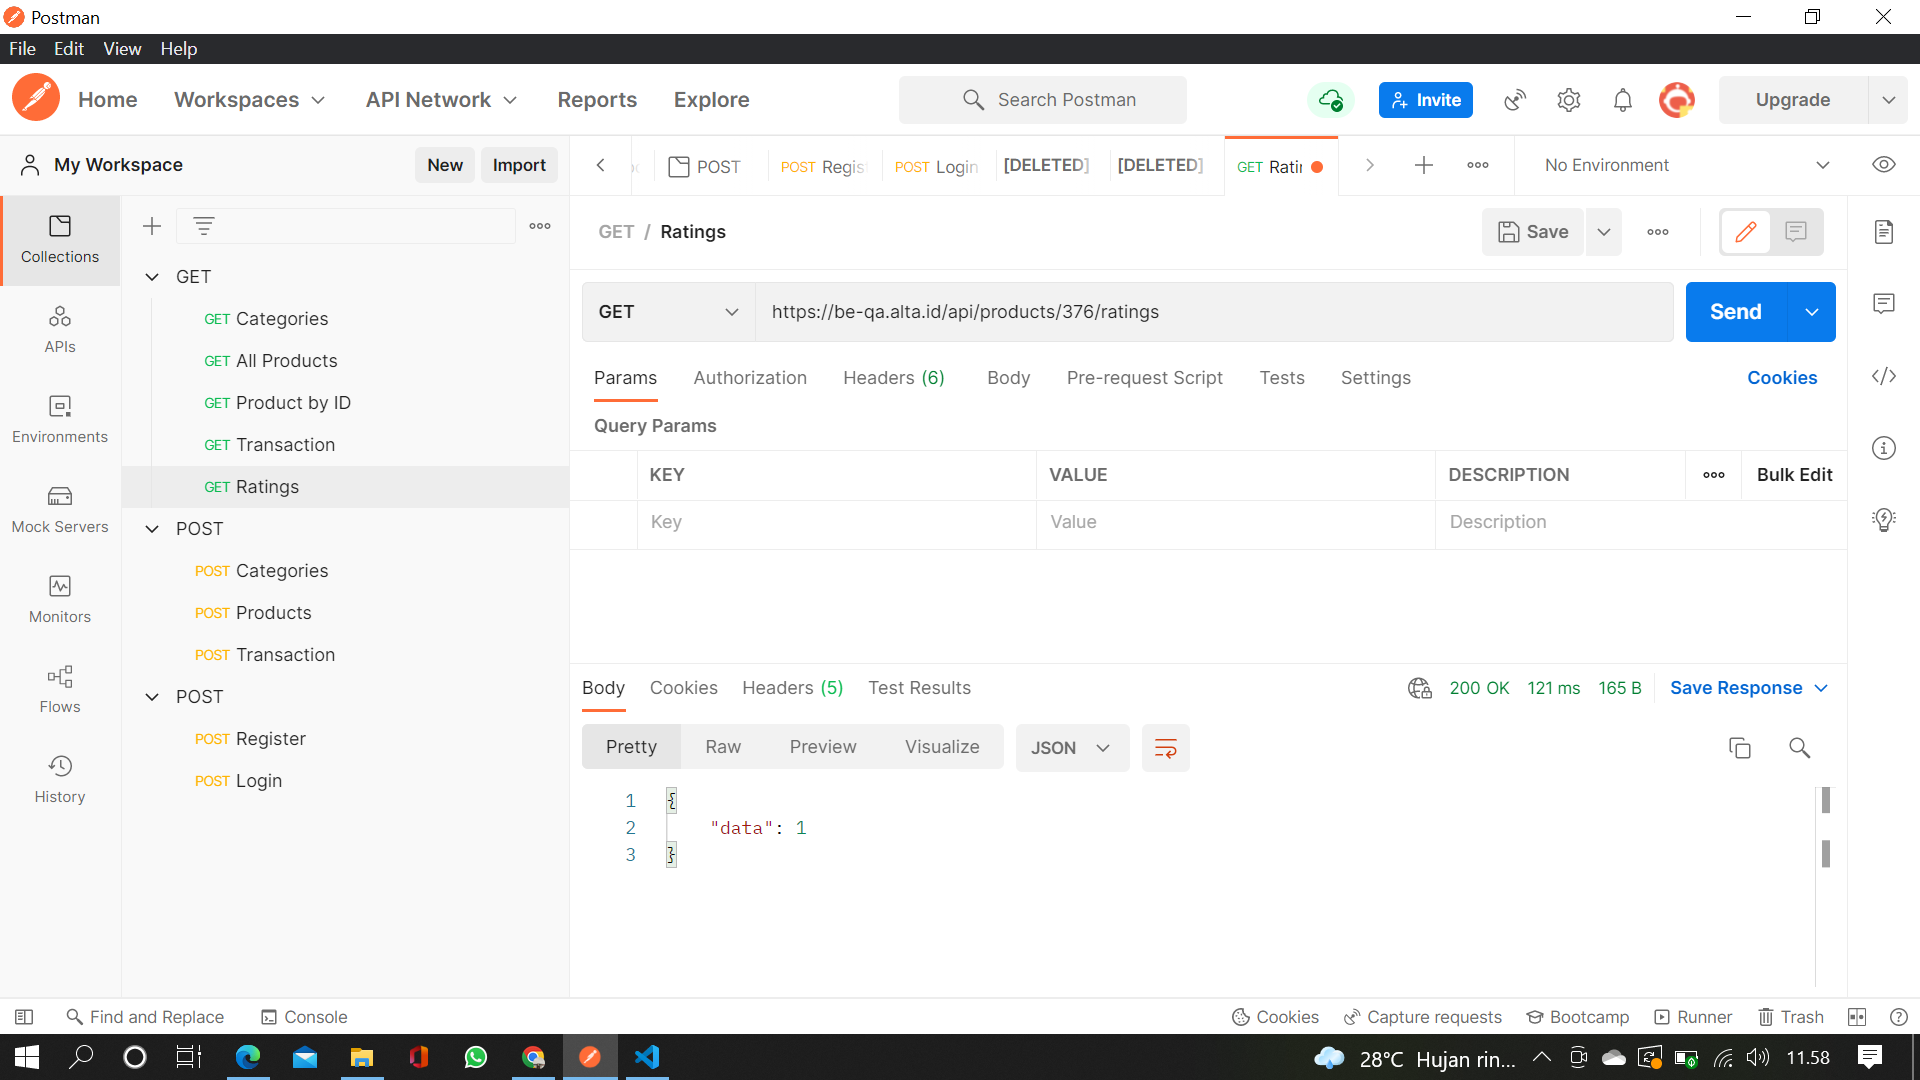 Postman
File Edit View Help
Home Workspaces API Network Reports Explore Search Postman Invite Upgrade
My Workspace New Import POST POST Regis POST Login [DELETED] [DELETED] GET Ratir No Environment
GET / Ratings Save
Collections
GET
GET Categories
GET https://be-qa.alta.id/api/products/376/ratings Send
APIs
GET All Products
Params Authorization Headers (6) Body Pre-request Script Tests Settings Cookies
GET Product by ID
Query Params
Environments
GET Transaction
KEY VALUE DESCRIPTION Bulk Edit
GET Ratings
Key Value Description
Mock Servers
POST
POST Categories
Monitors
POST Products
POST Transaction
Body Cookies Headers (5) Test Results 200 OK 121 ms 165 B Save Response
Flows
POST
POST Register
Pretty Raw Preview Visualize JSON
History
POST Login
1 {
2 "data": 1
3 }
Find and Replace Console Cookies Capture requests Bootcamp Runner Trash
28°C Hujan rin... 11.58